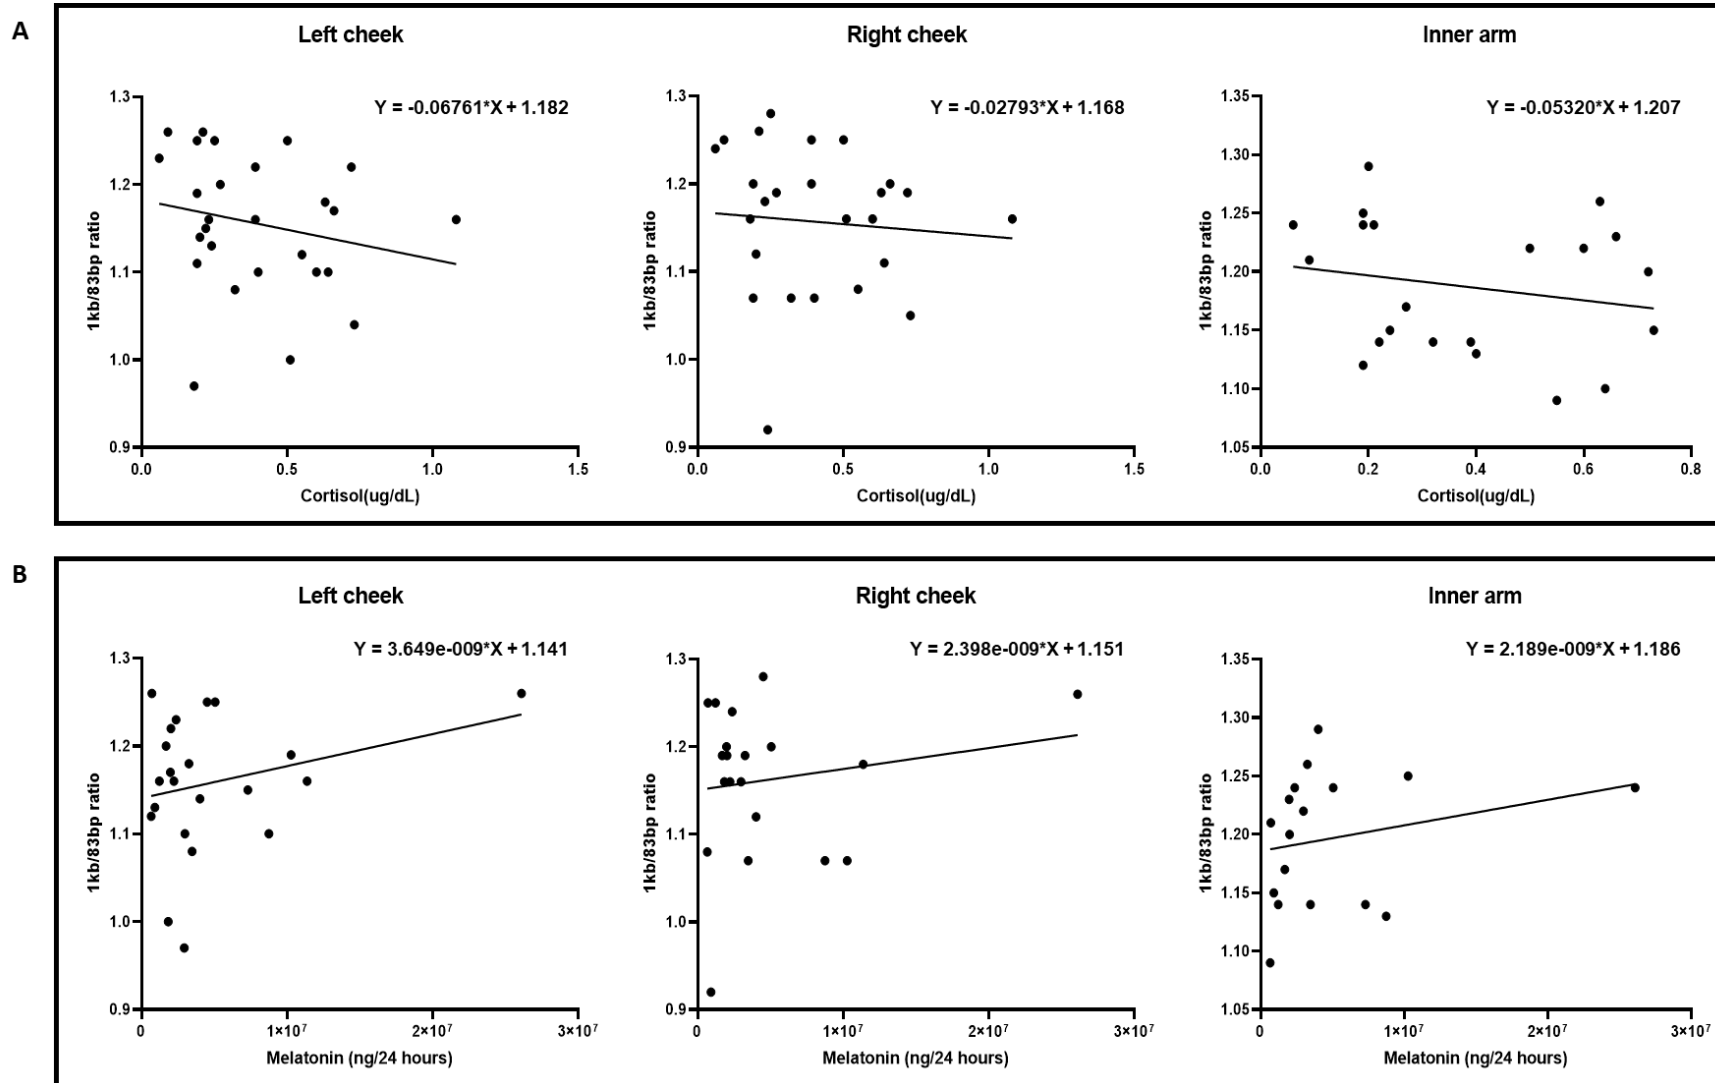 A
Left cheek
Right cheek
Inner arm
Y = -0.06761*X + 1.182
Y = -0.02793*X + 1.168
Y = -0.05320*X + 1.207
1kb/83bp ratio
1.3
1.2
1.1
1.0
0.9
0.0 0.5 1.0 1.5
Cortisol(ug/dL)
1kb/83bp ratio
1.3
1.2
1.1
1.0
0.9
0.0 0.5 1.0 1.5
Cortisol(ug/dL)
1kb/83bp ratio
1.35
1.30
1.25
1.20
1.15
1.10
1.05
0.0 0.2 0.4 0.6 0.8
Cortisol(ug/dL)
B
Left cheek
Right cheek
Inner arm
Y = 3.649e-009*X + 1.141
Y = 2.398e-009*X + 1.151
Y = 2.189e-009*X + 1.186
1kb/83bp ratio
1.3
1.2
1.1
1.0
0.9
0 1×10⁷ 2×10⁷ 3×10⁷
Melatonin (ng/24 hours)
1kb/83bp ratio
1.3
1.2
1.1
1.0
0.9
0 1×10⁷ 2×10⁷ 3×10⁷
Melatonin (ng/24 hours)
1kb/83bp ratio
1.35
1.30
1.25
1.20
1.15
1.10
1.05
0 1×10⁷ 2×10⁷ 3×10⁷
Melatonin (ng/24 hours)